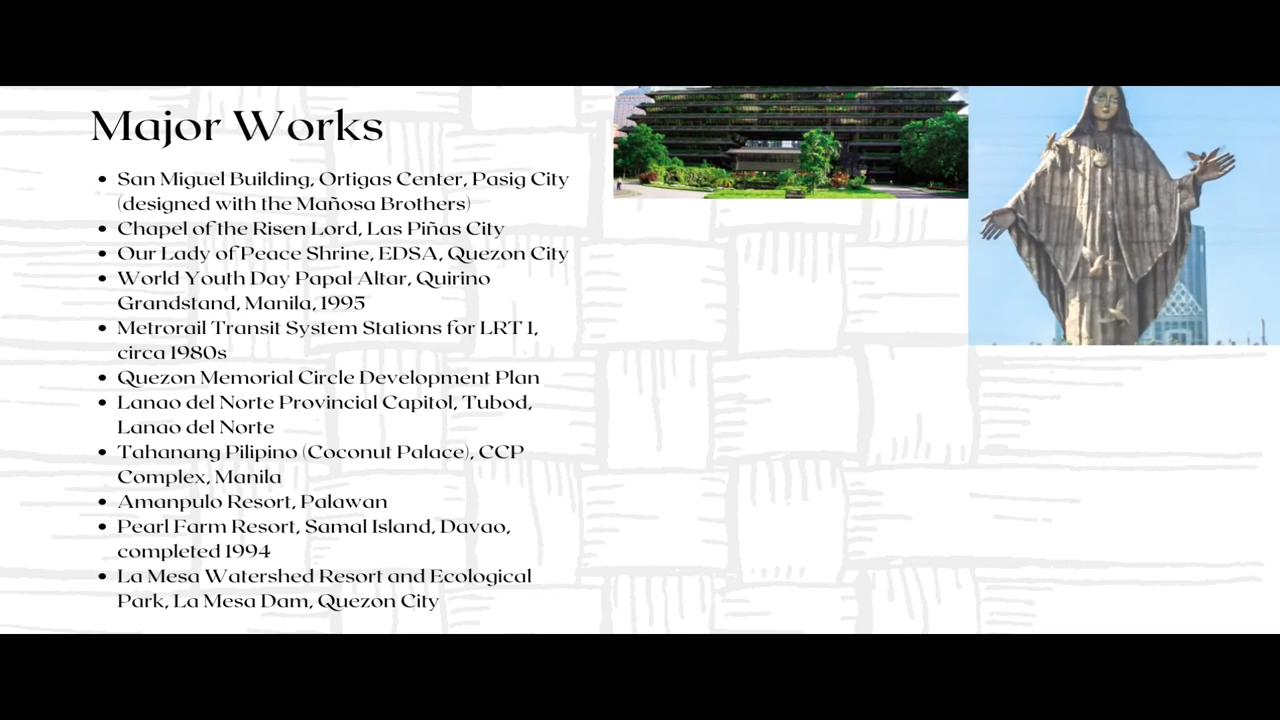 Major Works
San Miguel Building, Ortigas Center, Pasig City
(designed with the Mañosa Brothers)
Chapel of the Risen Lord, Las Piñas City
Our Lady of Peace Shrine, EDSA, Quezon City
World Youth Day Papal Altar, Quirino
Grandstand, Manila, 1995
Metrorail Transit System Stations for LRT 1,
circa 1980s
Quezon Memorial Circle Development Plan
Lanao del Norte Provincial Capitol, Tubod,
Lanao del Norte
Tahanang Pilipino (Coconut Palace), CCP
Complex, Manila
Amanpulo Resort, Palawan
Pearl Farm Resort, Samal Island, Davao,
completed 1994
La Mesa Watershed Resort and Ecological
Park, La Mesa Dam, Quezon City